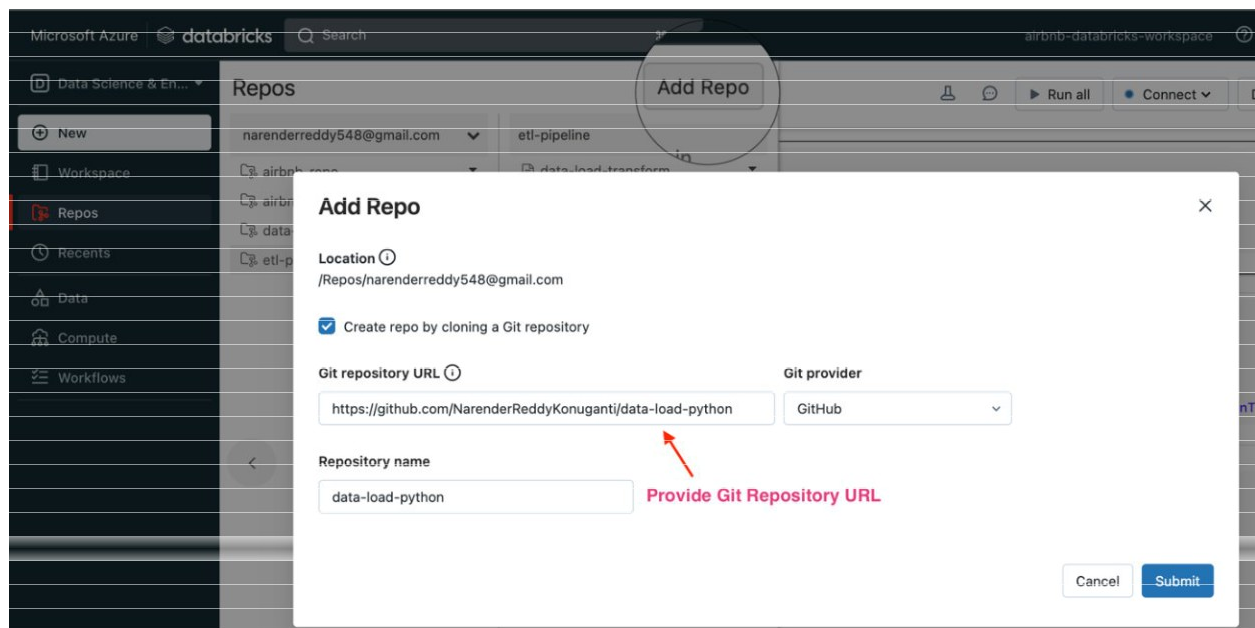 Microsoft Azure databricks Search airbnb-databricks-workspace
D Data Science & En... Repos Add Repo Run all Connect
New narenderreddy548@gmail.com etl-pipeline
Workspace data-load-transform
Repos
Recents
Data
Compute
Workflows
Add Repo
Location
/Repos/narenderreddy548@gmail.com
Create repo by cloning a Git repository
Git repository URL Git provider
https://github.com/NarenderReddyKonuganti/data-load-python GitHub
Repository name
data-load-python
Provide Git Repository URL
Cancel Submit